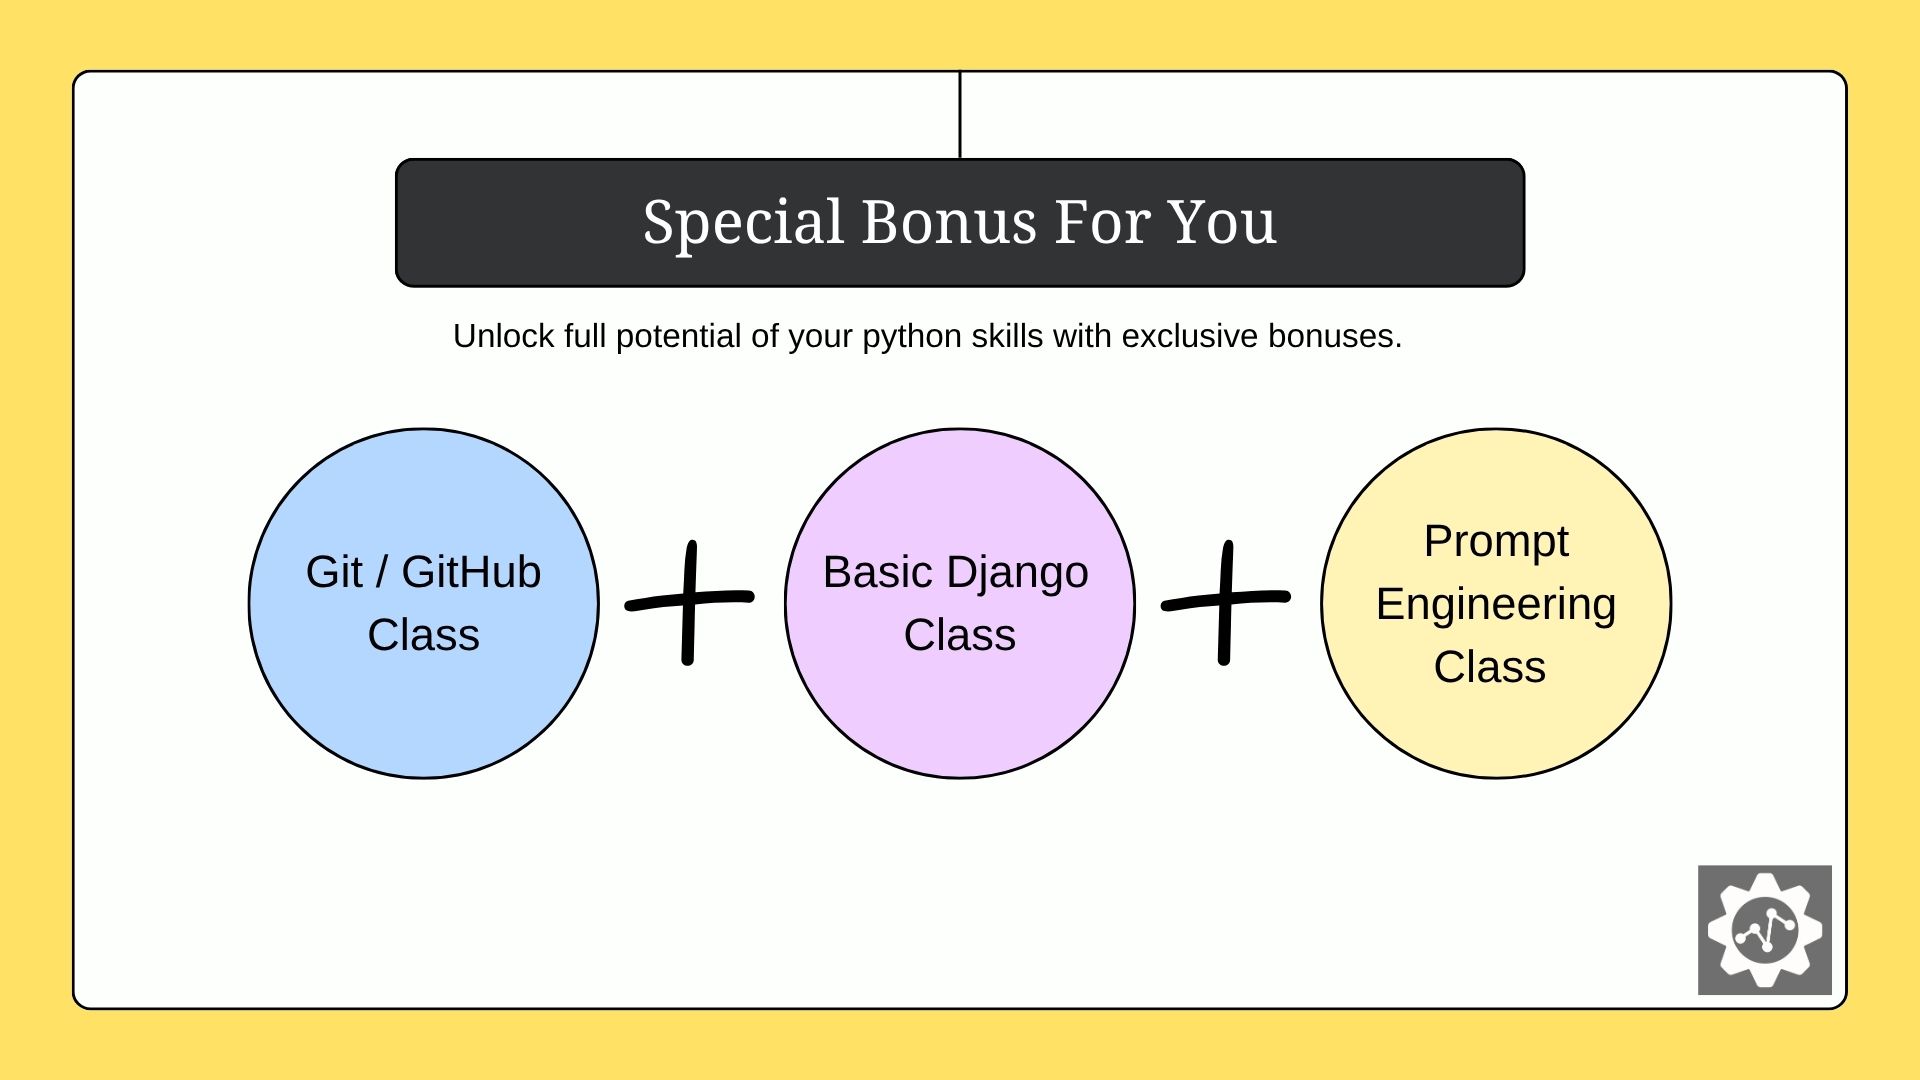 Special Bonus For You
Unlock full potential of your python skills with exclusive bonuses.
Git / GitHub
Class
Basic Django
Class
Prompt
Engineering
Class